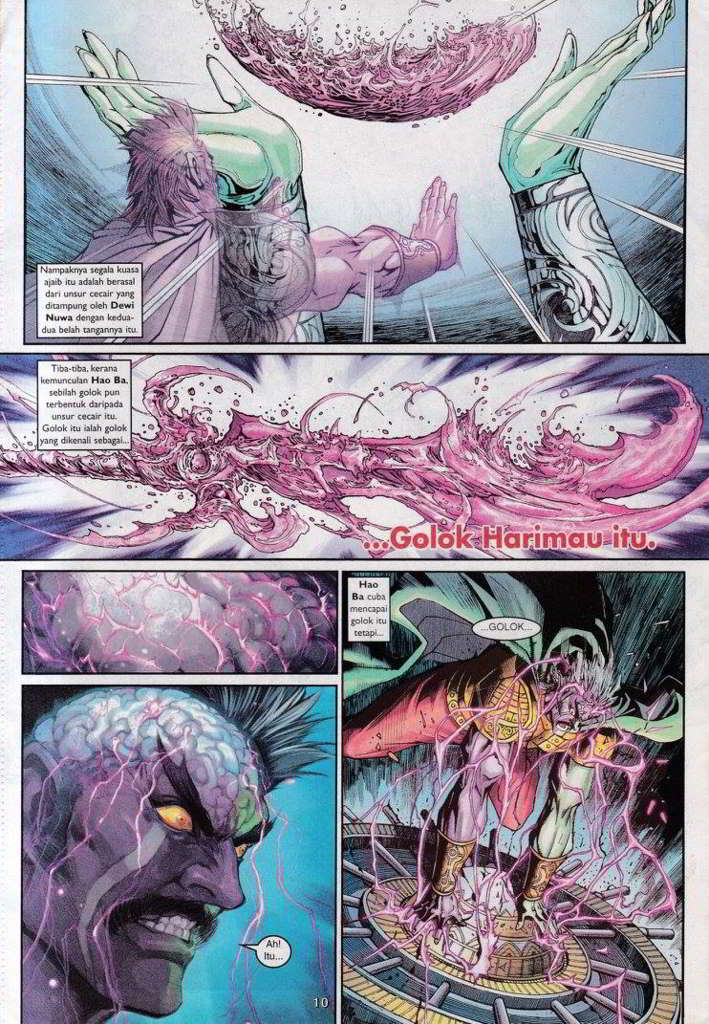 Nampaknya segala kuasa
ajaib itu adalah berasal
dari unsur cecair yang
ditampung oleh Dewi
Nuwa dengan kedua-
dua belah tangannya itu.
Tiba-tiba, kerana
kemunculan Hao Ba,
sebilah golok pun
terbentuk daripada
unsur cecair itu.
Golok itu ialah golok
yang dikenali sebagai...
...Golok Harimau itu.
Hao
Ba cuba
mencapai
golok itu
tetapi...
...GOLOK...
Ah!
Itu...
10